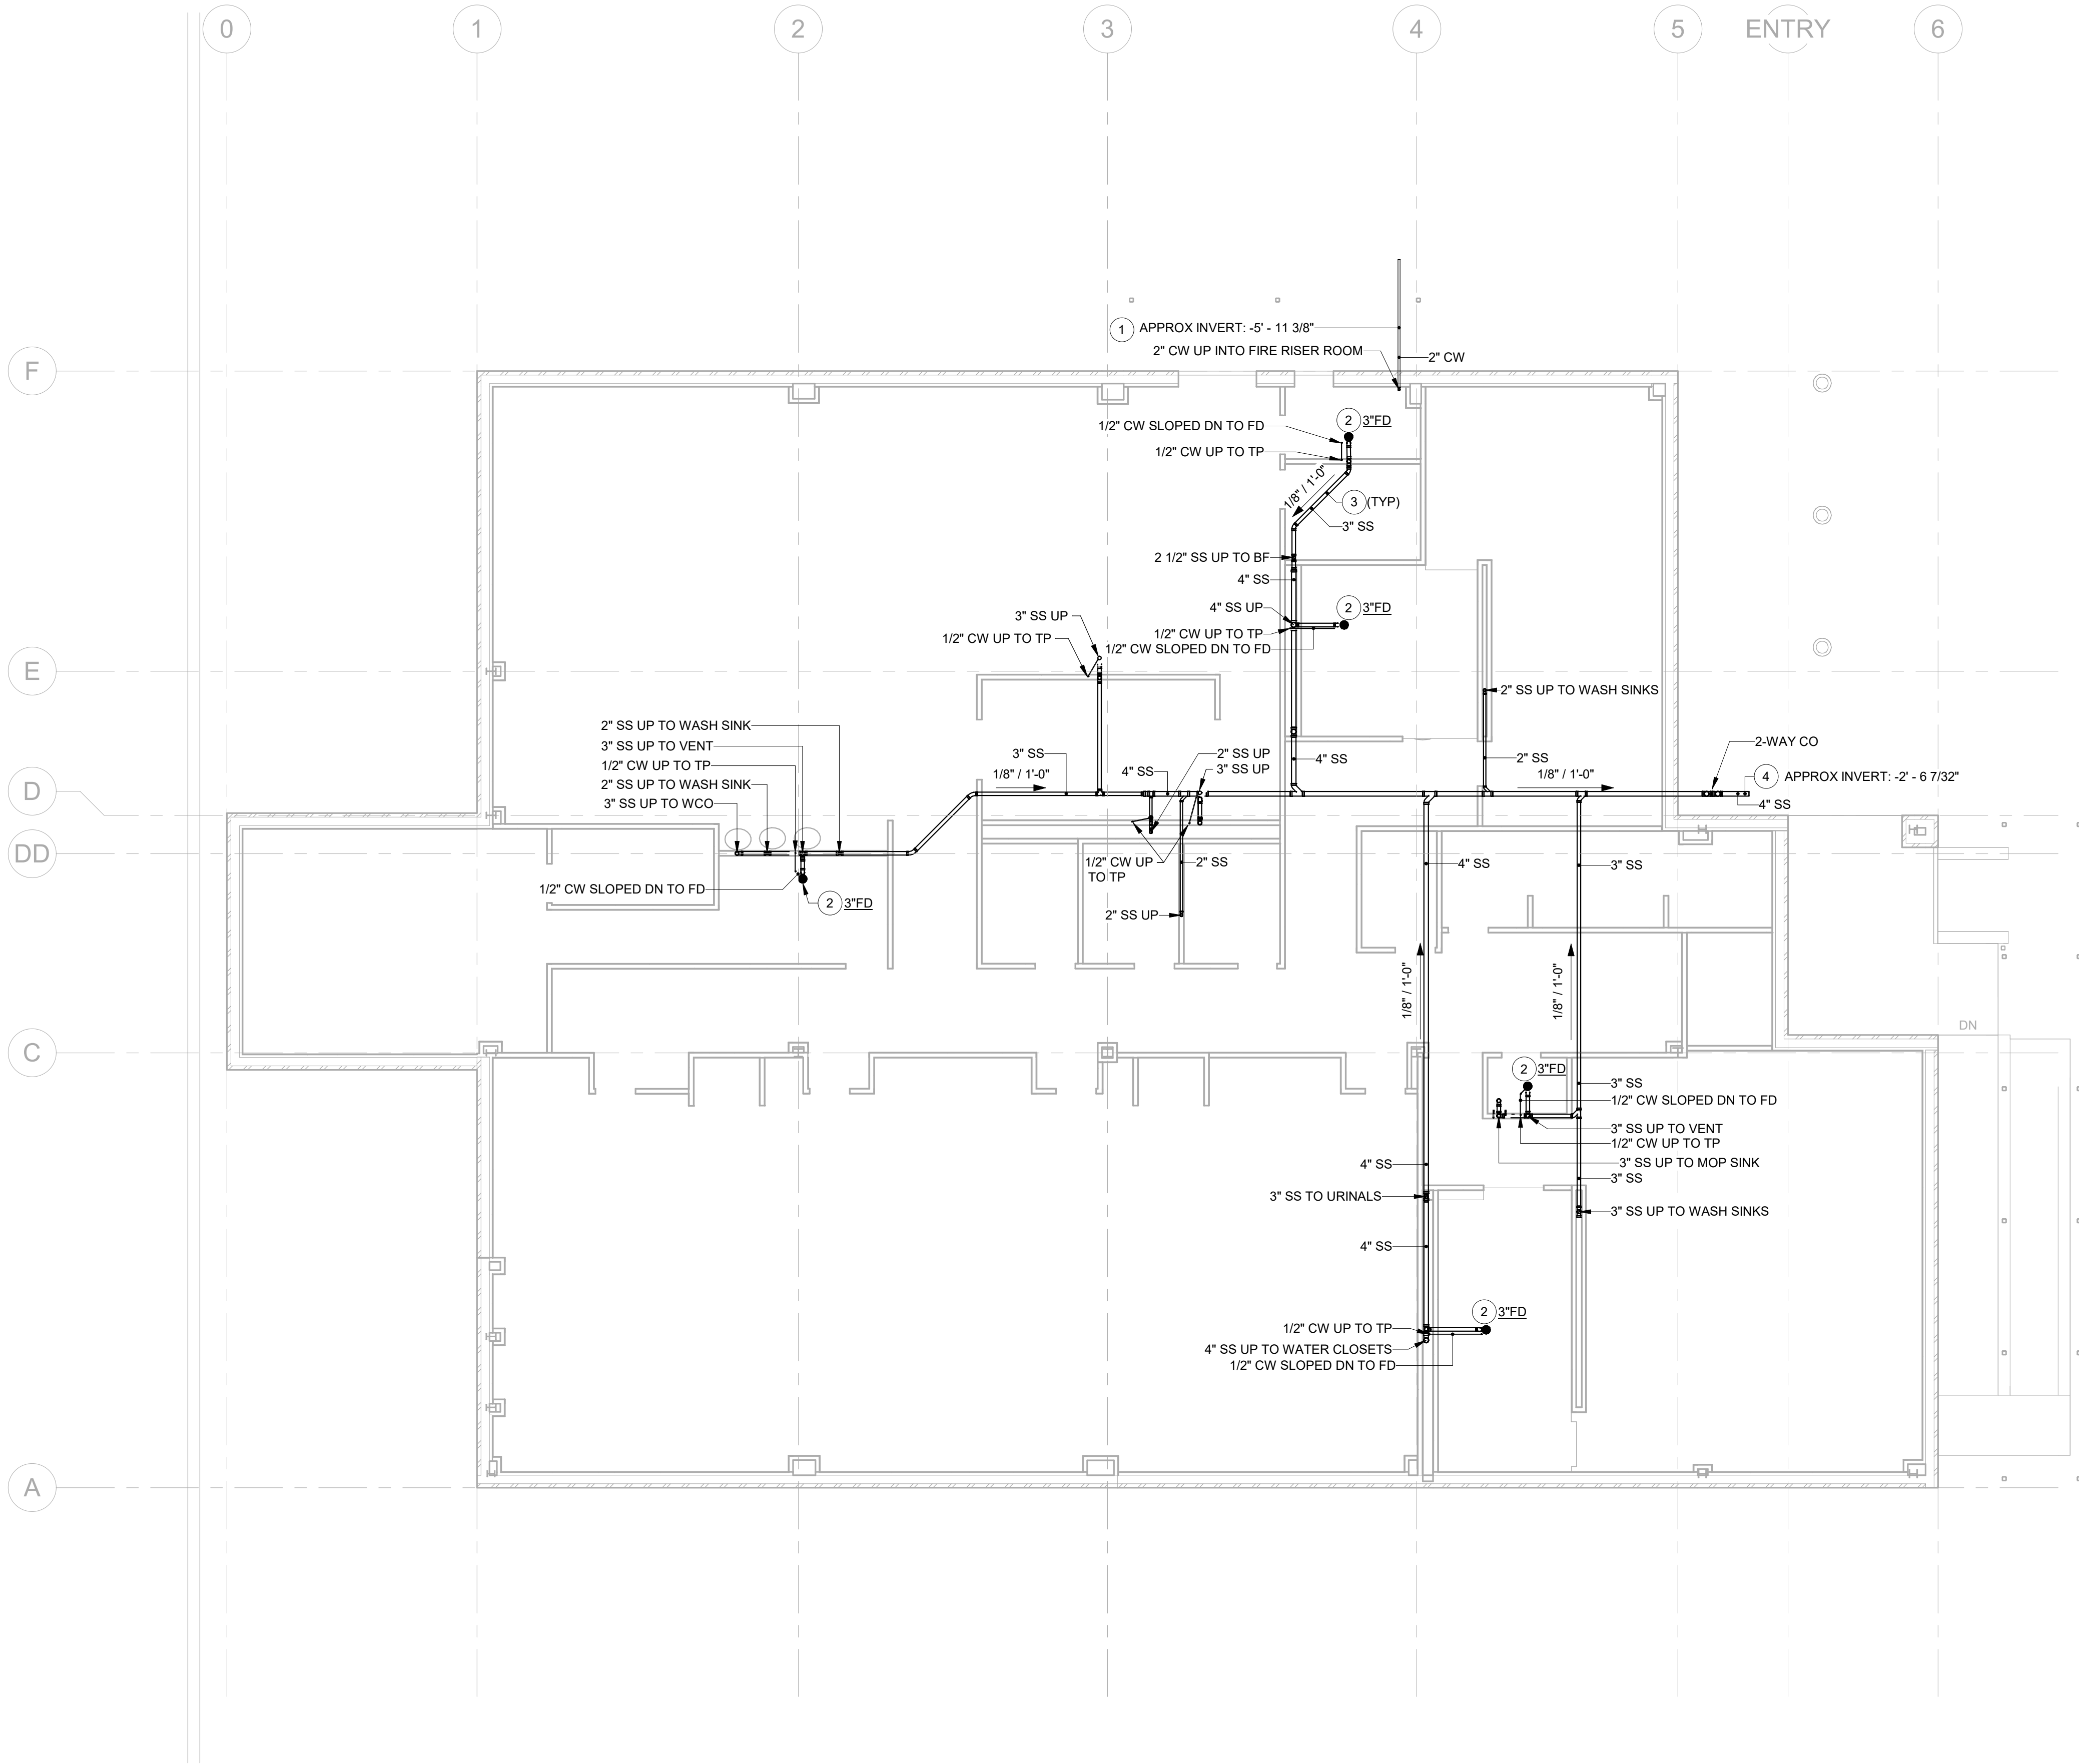 0
1
2
3
4
5
ENTRY
6
1 APPROX INVERT: -5' - 11 3/8"
2" CW UP INTO FIRE RISER ROOM
2" CW
F
2 3"FD
1/2" CW SLOPED DN TO FD
1/2" CW UP TO TP
1/8" / 1'-0"
3 (TYP)
3" SS
2 1/2" SS UP TO BF
4" SS
4" SS UP
2 3"FD
1/2" CW UP TO TP
1/2" CW SLOPED DN TO FD
3" SS UP
1/2" CW UP TO TP
E
2" SS UP TO WASH SINKS
2" SS UP TO WASH SINK
3" SS UP TO VENT
1/2" CW UP TO TP
2" SS UP TO WASH SINK
3" SS UP TO WCO
3" SS
1/8" / 1'-0"
4" SS
2" SS UP
3" SS UP
4" SS
2" SS
1/8" / 1'-0"
2-WAY CO
4 APPROX INVERT: -2' - 6 7/32"
4" SS
D
DD
1/2" CW SLOPED DN TO FD
2 3"FD
1/2" CW UP
TO TP
2" SS
2" SS UP
4" SS
3" SS
1/8" / 1'-0"
1/8" / 1'-0"
DN
C
2 3"FD
3" SS
1/2" CW SLOPED DN TO FD
3" SS UP TO VENT
1/2" CW UP TO TP
3" SS UP TO MOP SINK
3" SS
3" SS UP TO WASH SINKS
4" SS
3" SS TO URINALS
4" SS
2 3"FD
1/2" CW UP TO TP
4" SS UP TO WATER CLOSETS
1/2" CW SLOPED DN TO FD
A